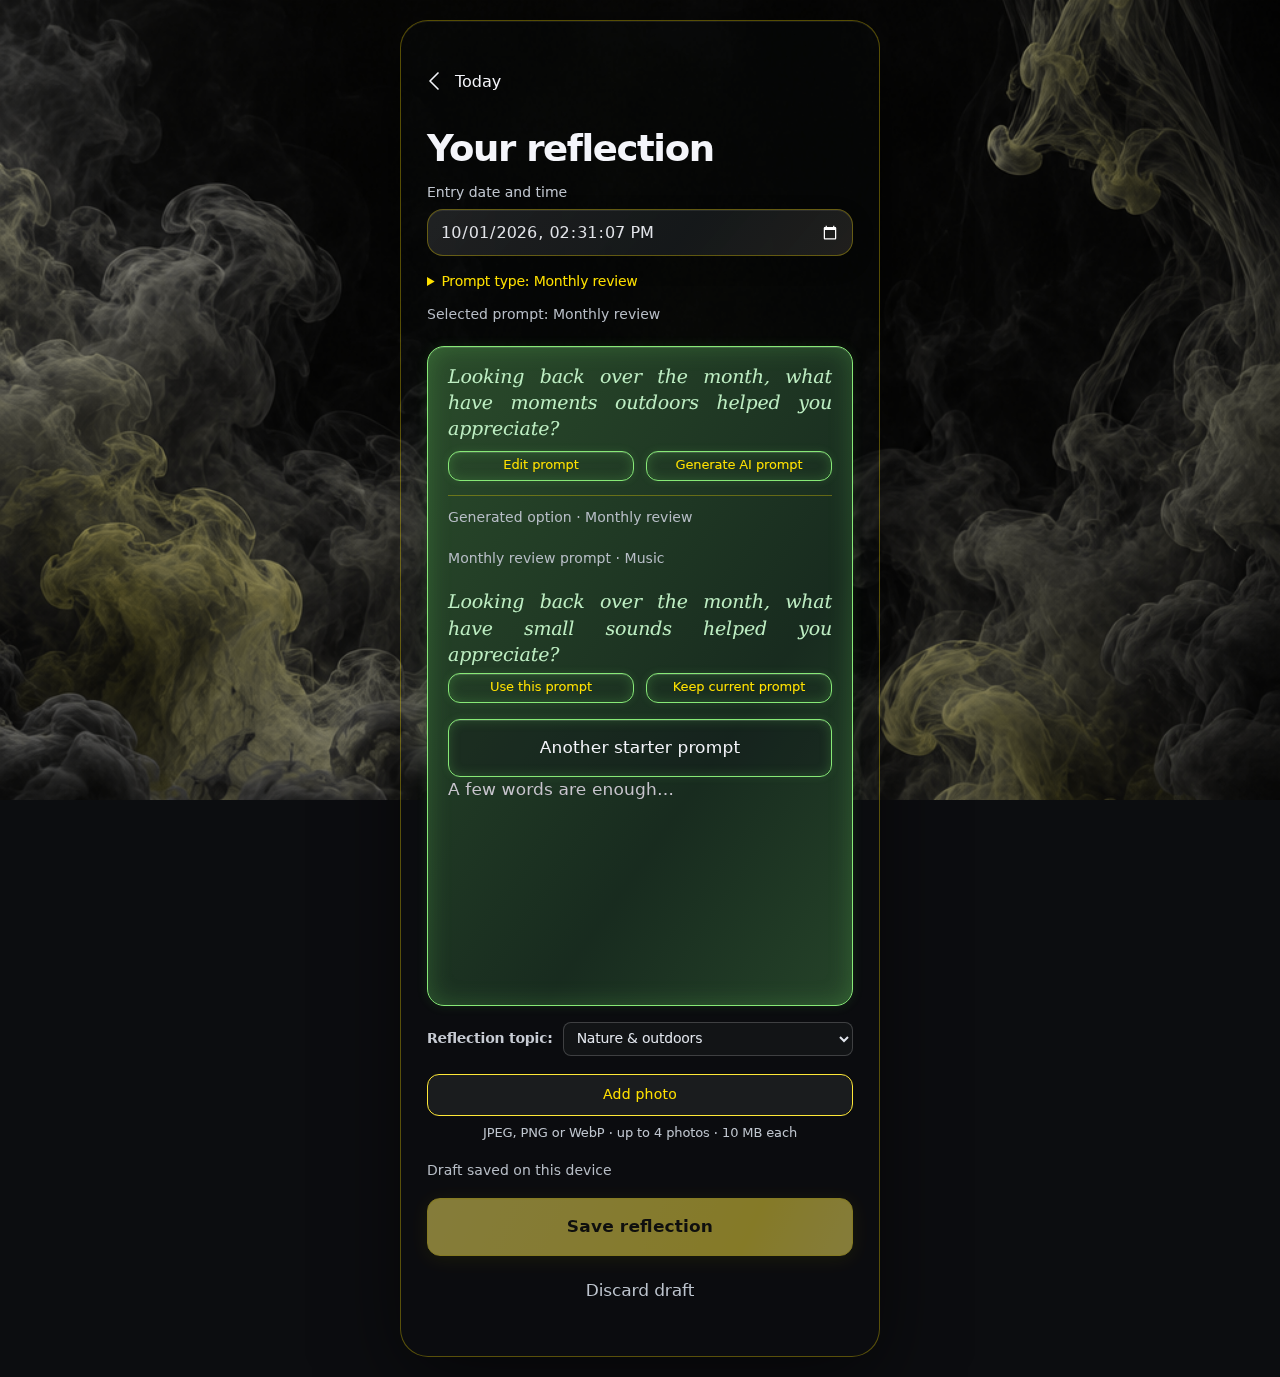 Today
Your reflection
Entry date and time
10/01/2026, 02:31:07 PM
Prompt type: Monthly review
Selected prompt: Monthly review
Looking back over the month, what
have moments outdoors helped you
appreciate?
Edit prompt
Generate AI prompt
Generated option · Monthly review
Monthly review prompt · Music
Looking back over the month, what
have small sounds helped you
appreciate?
Use this prompt
Keep current prompt
Another starter prompt
A few words are enough…
Reflection topic:
Nature & outdoors
Add photo
JPEG, PNG or WebP · up to 4 photos · 10 MB each
Draft saved on this device
Save reflection
Discard draft